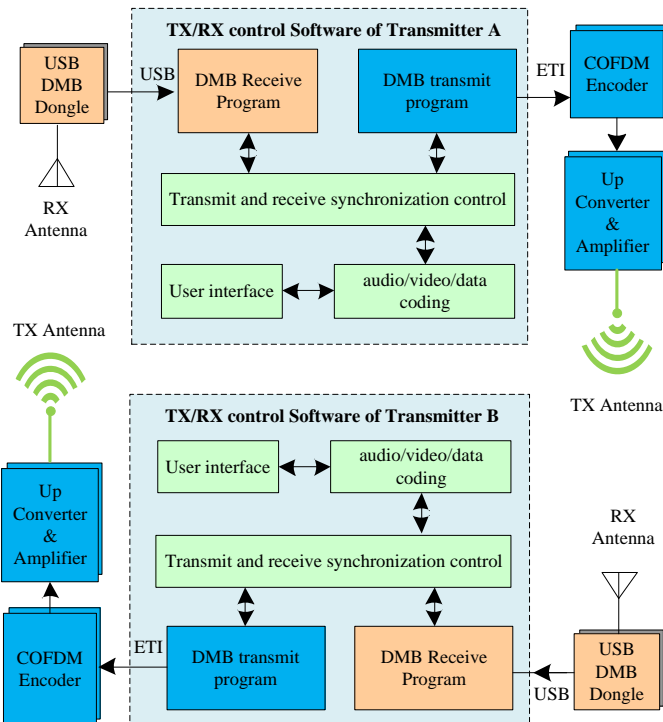 TX/RX control Software of Transmitter A
USB
DMB
Dongle
USB
DMB Receive
Program
DMB transmit
program
ETI
COFDM
Encoder
RX
Antenna
Transmit and receive synchronization control
Up
Converter
&
Amplifier
User interface
audio/video/data
coding
TX Antenna
TX Antenna
TX/RX control Software of Transmitter B
User interface
audio/video/data
coding
Up
Converter
&
Amplifier
RX
Antenna
Transmit and receive synchronization control
COFDM
Encoder
ETI
DMB transmit
program
DMB Receive
Program
USB
USB
DMB
Dongle